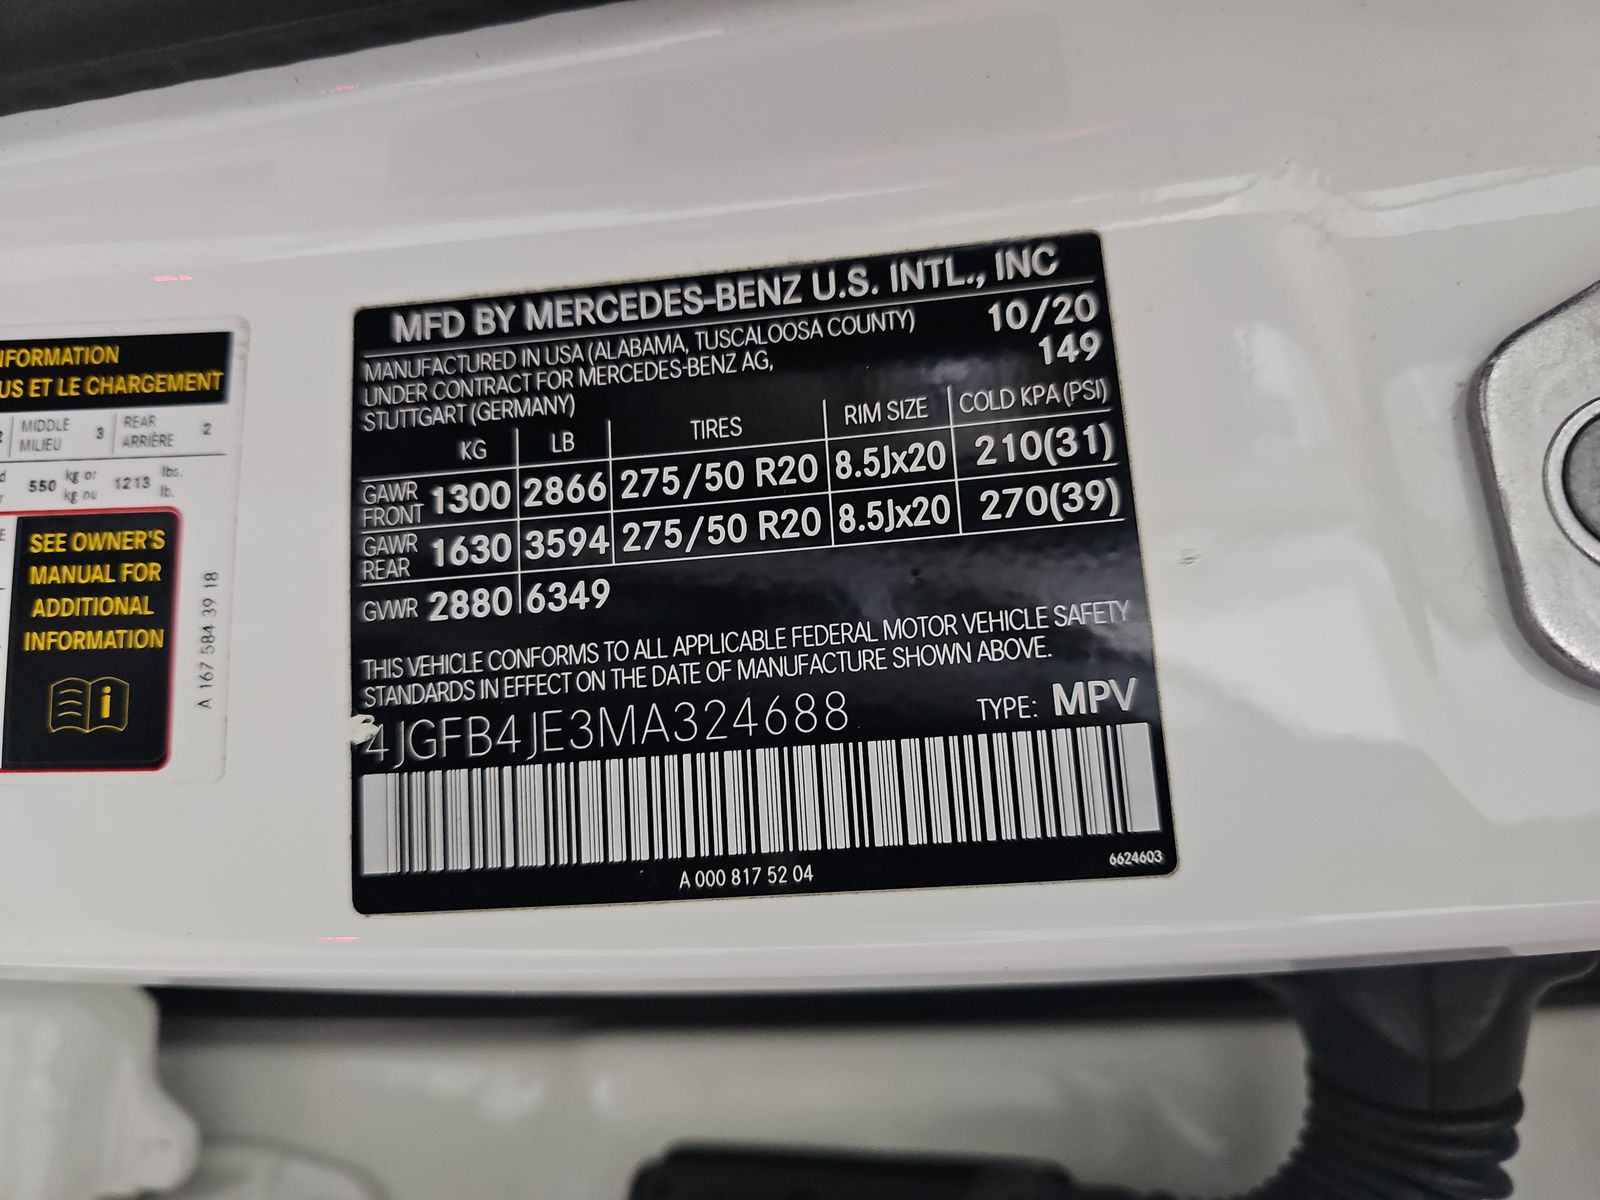 NFORMATION
US ET LE CHARGEMENT
MIDDLE
MILIEU 3
REAR
ARRIÈRE 2
550 kg or
kg ou 1213 lbs.
lb.
SEE OWNER'S
MANUAL FOR
ADDITIONAL
INFORMATION
A 167 584 39 18
MFD BY MERCEDES-BENZ U.S. INTL., INC
MANUFACTURED IN USA (ALABAMA, TUSCALOOSA COUNTY) 10/20
UNDER CONTRACT FOR MERCEDES-BENZ AG, 149
STUTTGART (GERMANY)
KG LB TIRES RIM SIZE COLD KPA (PSI)
GAWR
FRONT 1300 2866 275/50 R20 8.5Jx20 210(31)
GAWR
REAR 1630 3594 275/50 R20 8.5Jx20 270(39)
GVWR 2880 6349
THIS VEHICLE CONFORMS TO ALL APPLICABLE FEDERAL MOTOR VEHICLE SAFETY
STANDARDS IN EFFECT ON THE DATE OF MANUFACTURE SHOWN ABOVE.
4JGFB4JE3MA324688 TYPE: MPV
A 000 817 52 04
6624603